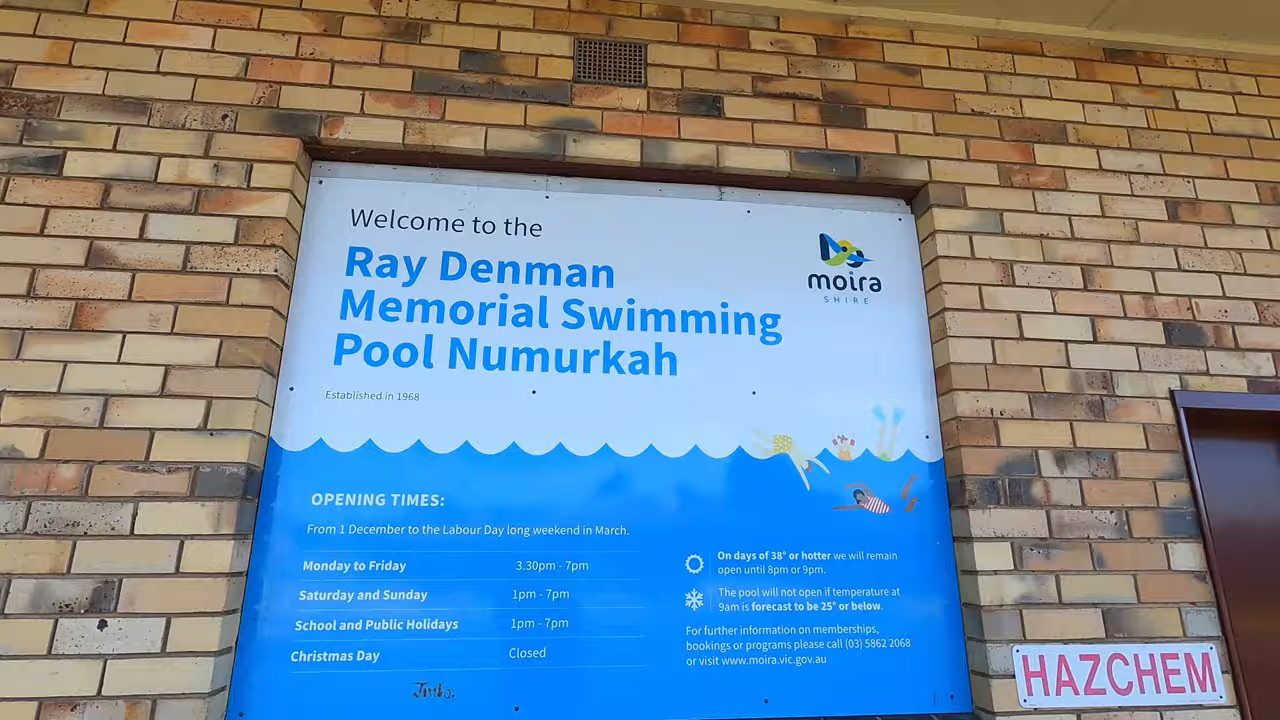 Welcome to the
Ray Denman
Memorial Swimming
Pool Numurkah
Established in 1968
moira
SHIRE
OPENING TIMES:
From 1 December to the Labour Day long weekend in March.
Monday to Friday 3.30pm - 7pm
Saturday and Sunday 1pm - 7pm
School and Public Holidays 1pm - 7pm
Christmas Day Closed
On days of 38° or hotter we will remain
open until 8pm or 9pm.
The pool will not open if temperature at
9am is forecast to be 25° or below.
For further information on memberships,
bookings or programs please call (03) 5862 2068
or visit www.moira.vic.gov.au
HAZCHEM